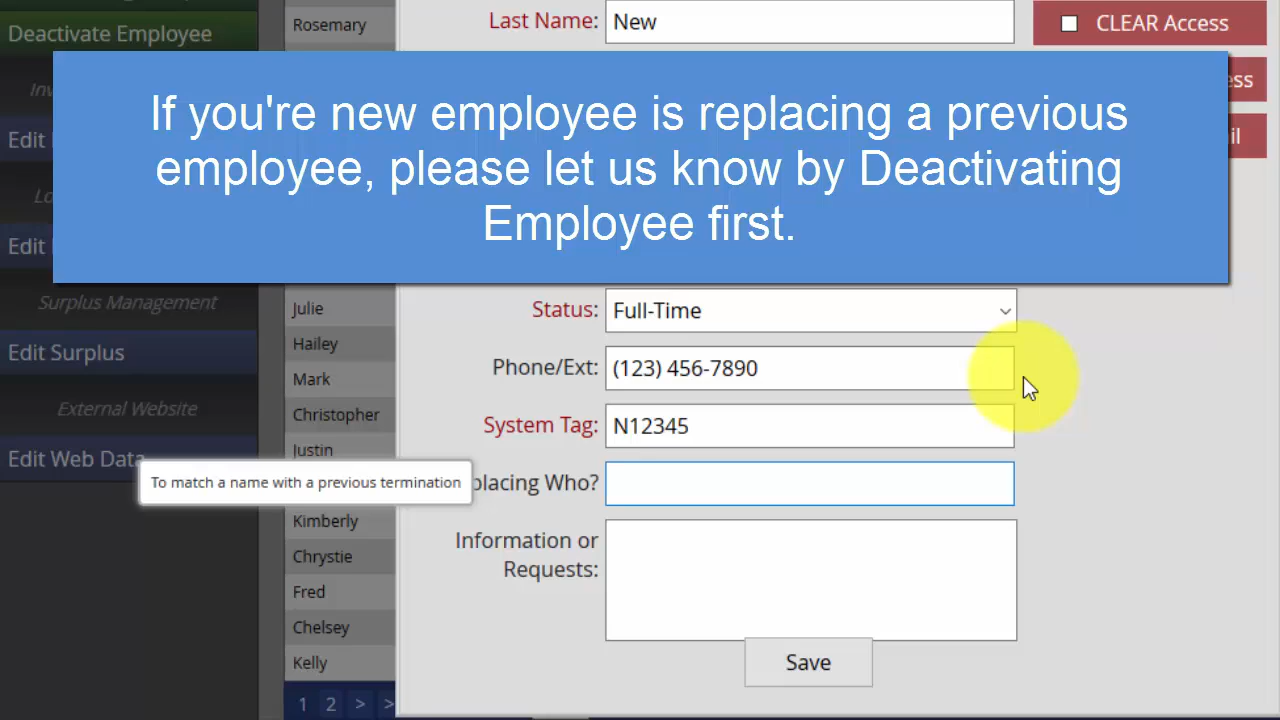 Deactivate Employee
Rosemary
Last Name:
New
CLEAR Access
If you're new employee is replacing a previous
employee, please let us know by Deactivating
Employee first.
Edit
Edit
Surplus Management
Edit Surplus
External Website
Edit Web Data
Julie
Hailey
Mark
Christopher
Justin
Kimberly
Chrystie
Fred
Chelsey
Kelly
1 2 > >
Status:
Full-Time
Phone/Ext:
(123) 456-7890
System Tag:
N12345
To match a name with a previous termination
placing Who?
Information or
Requests:
Save